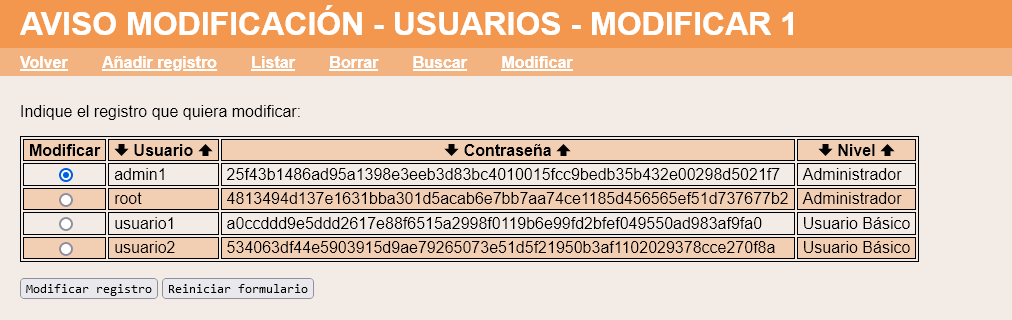 AVISO MODIFICACIÓN - USUARIOS - MODIFICAR 1
Volver Añadir registro Listar Borrar Buscar Modificar
Indique el registro que quiera modificar:
Modificar 🡇 Usuario 🡅 🡇 Contraseña 🡅 🡇 Nivel 🡅
admin1 25f43b1486ad95a1398e3eeb3d83bc4010015fcc9bedb35b432e00298d5021f7 Administrador
root 4813494d137e1631bba301d5acab6e7bb7aa74ce1185d456565ef51d737677b2 Administrador
usuario1 a0ccddd9e5ddd2617e88f6515a2998f0119b6e99fd2bfef049550ad983af9fa0 Usuario Básico
usuario2 534063df44e5903915d9ae79265073e51d5f21950b3af1102029378cce270f8a Usuario Básico
Modificar registro Reiniciar formulario